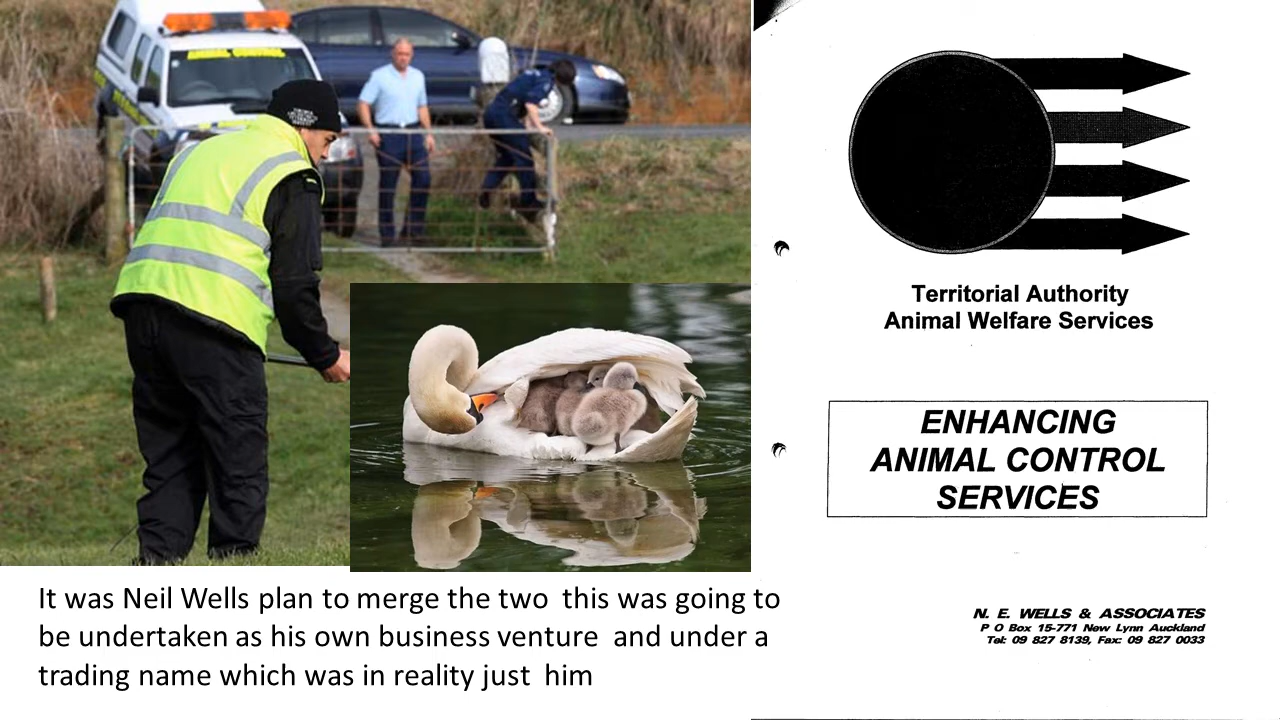 ANIMAL CONTROL
Territorial Authority
Animal Welfare Services
ENHANCING
ANIMAL CONTROL
SERVICES
N. E. WELLS & ASSOCIATES
P O Box 15-771 New Lynn Auckland
Tel: 09 827 8139, Fax: 09 827 0033
It was Neil Wells plan to merge the two this was going to
be undertaken as his own business venture and under a
trading name which was in reality just him